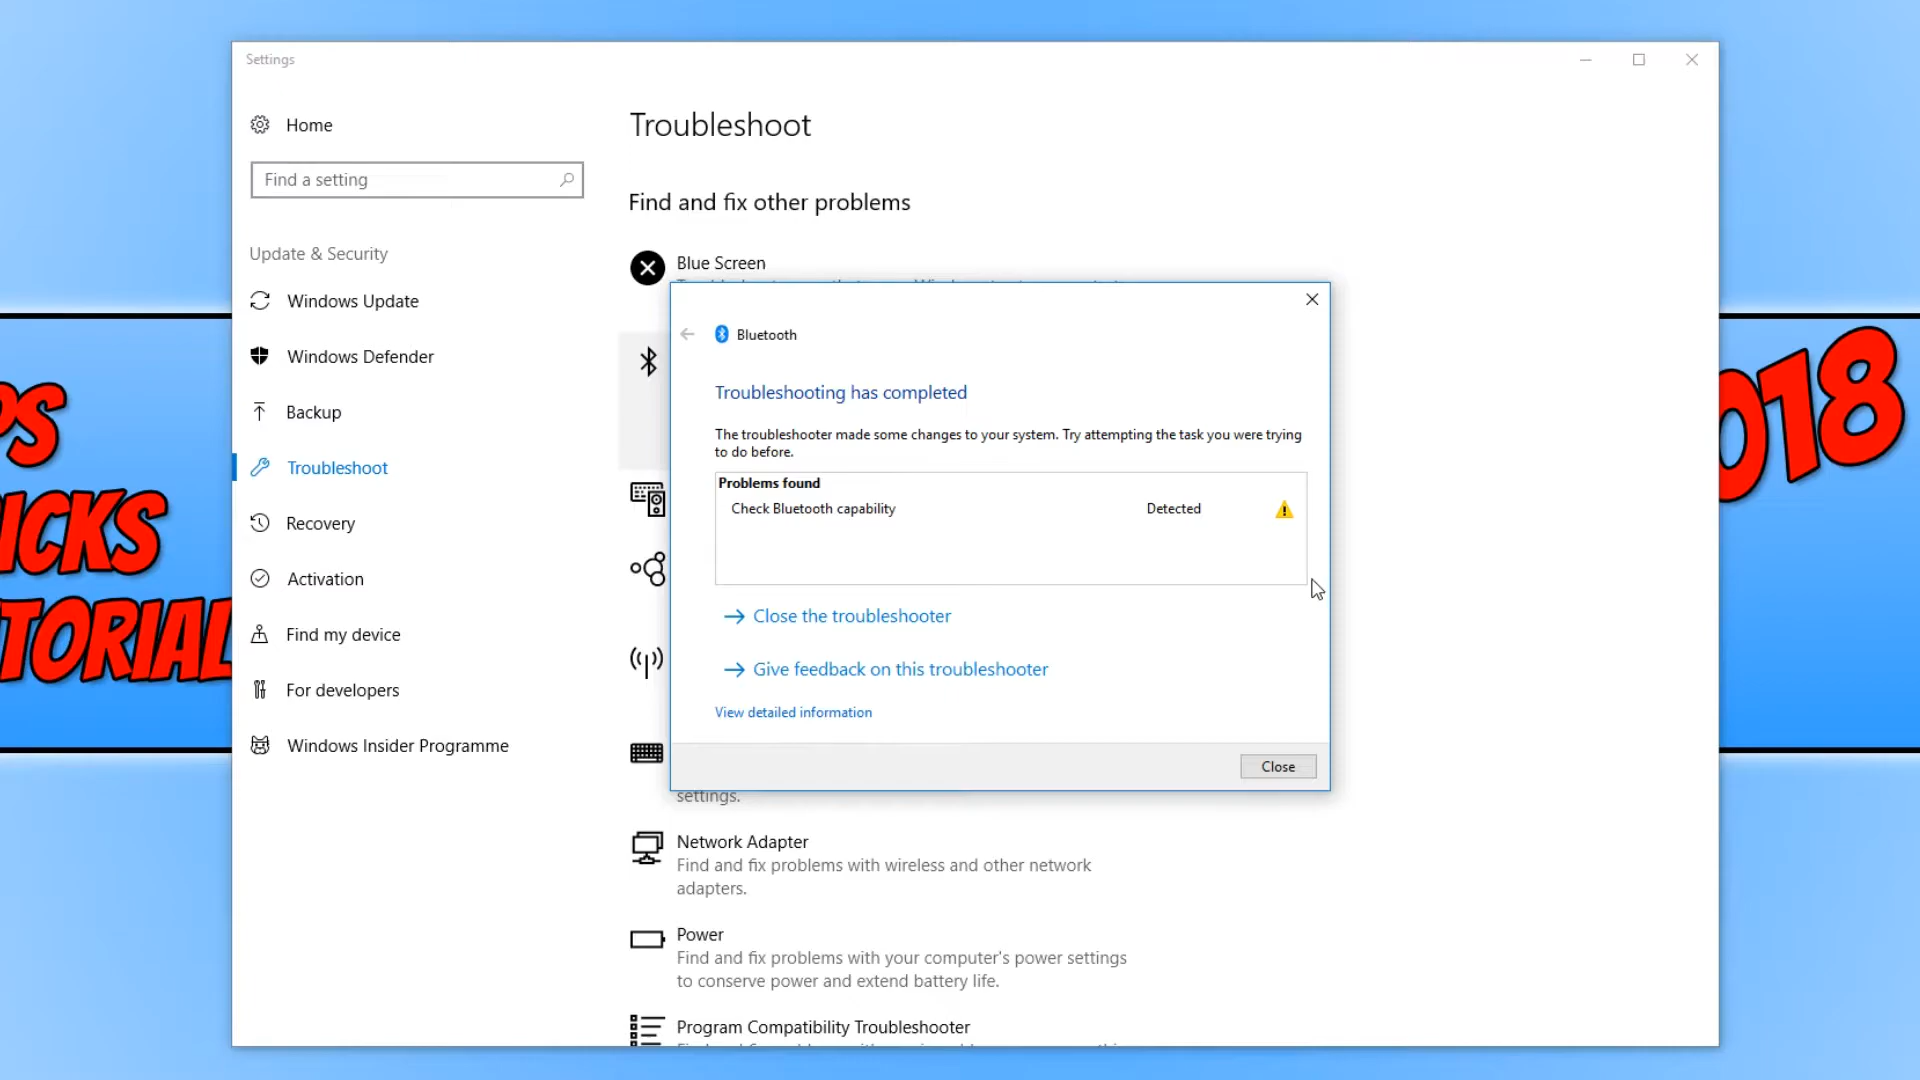 Settings
Home
Troubleshoot
Find a setting
Find and fix other problems
Update & Security
Blue Screen
Windows Update
Bluetooth
Windows Defender
Troubleshooting has completed
Backup
The troubleshooter made some changes to your system. Try attempting the task you were trying
to do before.
Troubleshoot
Problems found
Check Bluetooth capability Detected
Recovery
Activation
Close the troubleshooter
Find my device
Give feedback on this troubleshooter
For developers
View detailed information
Windows Insider Programme
Close
settings.
Network Adapter
Find and fix problems with wireless and other network
adapters.
Power
Find and fix problems with your computer's power settings
to conserve power and extend battery life.
Program Compatibility Troubleshooter
PS
ICKS
TORIAL
018